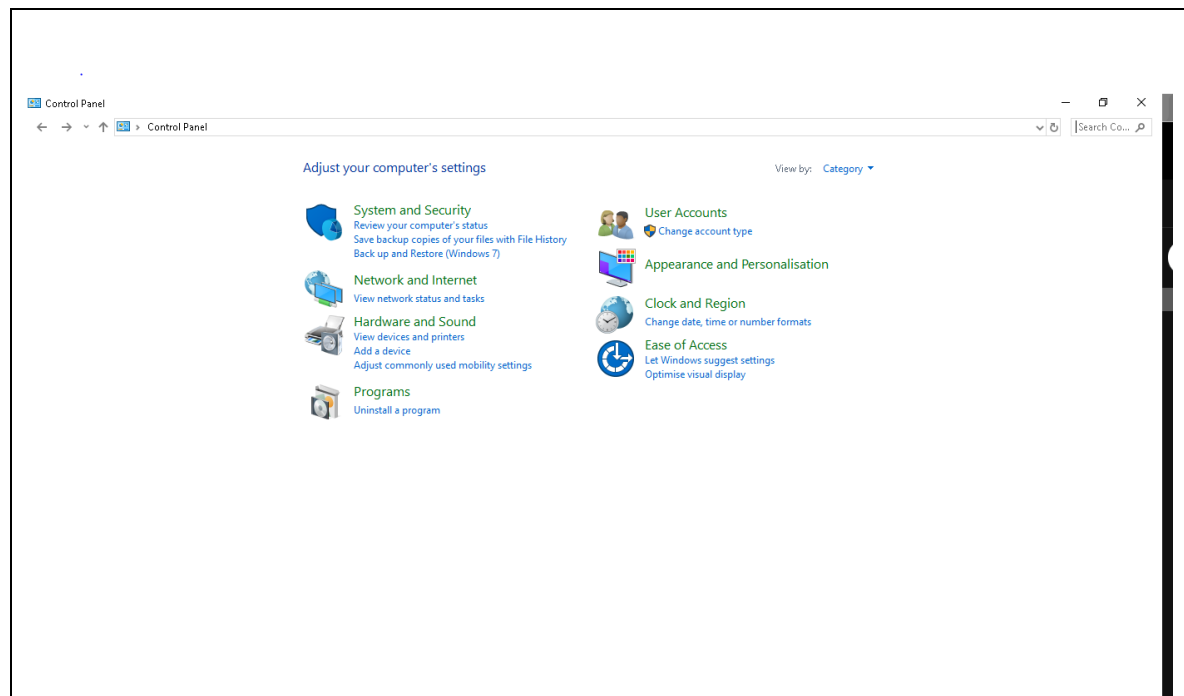 Control Panel
Control Panel
Search Co...
Adjust your computer's settings
View by: Category
System and Security
Review your computer's status
Save backup copies of your files with File History
Back up and Restore (Windows 7)
Network and Internet
View network status and tasks
Hardware and Sound
View devices and printers
Add a device
Adjust commonly used mobility settings
Programs
Uninstall a program
User Accounts
Change account type
Appearance and Personalisation
Clock and Region
Change date, time or number formats
Ease of Access
Let Windows suggest settings
Optimise visual display